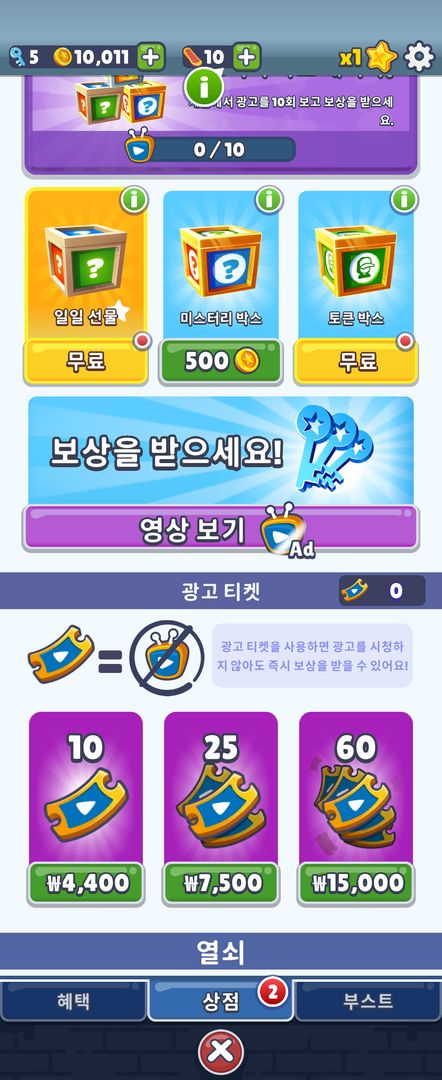 5
10,011
10
x1
서 광고를 10회 보고 보상을 받으세
요.
0 / 10
일일 선물
미스터리 박스
토큰 박스
무료
500
무료
보상을 받으세요!
영상 보기
Ad
광고 티켓
0
광고 티켓을 사용하면 광고를 시청하
지 않아도 즉시 보상을 받을 수 있어요!
10
25
60
₩4,400
₩7,500
₩15,000
열쇠
혜택
상점
2
부스트